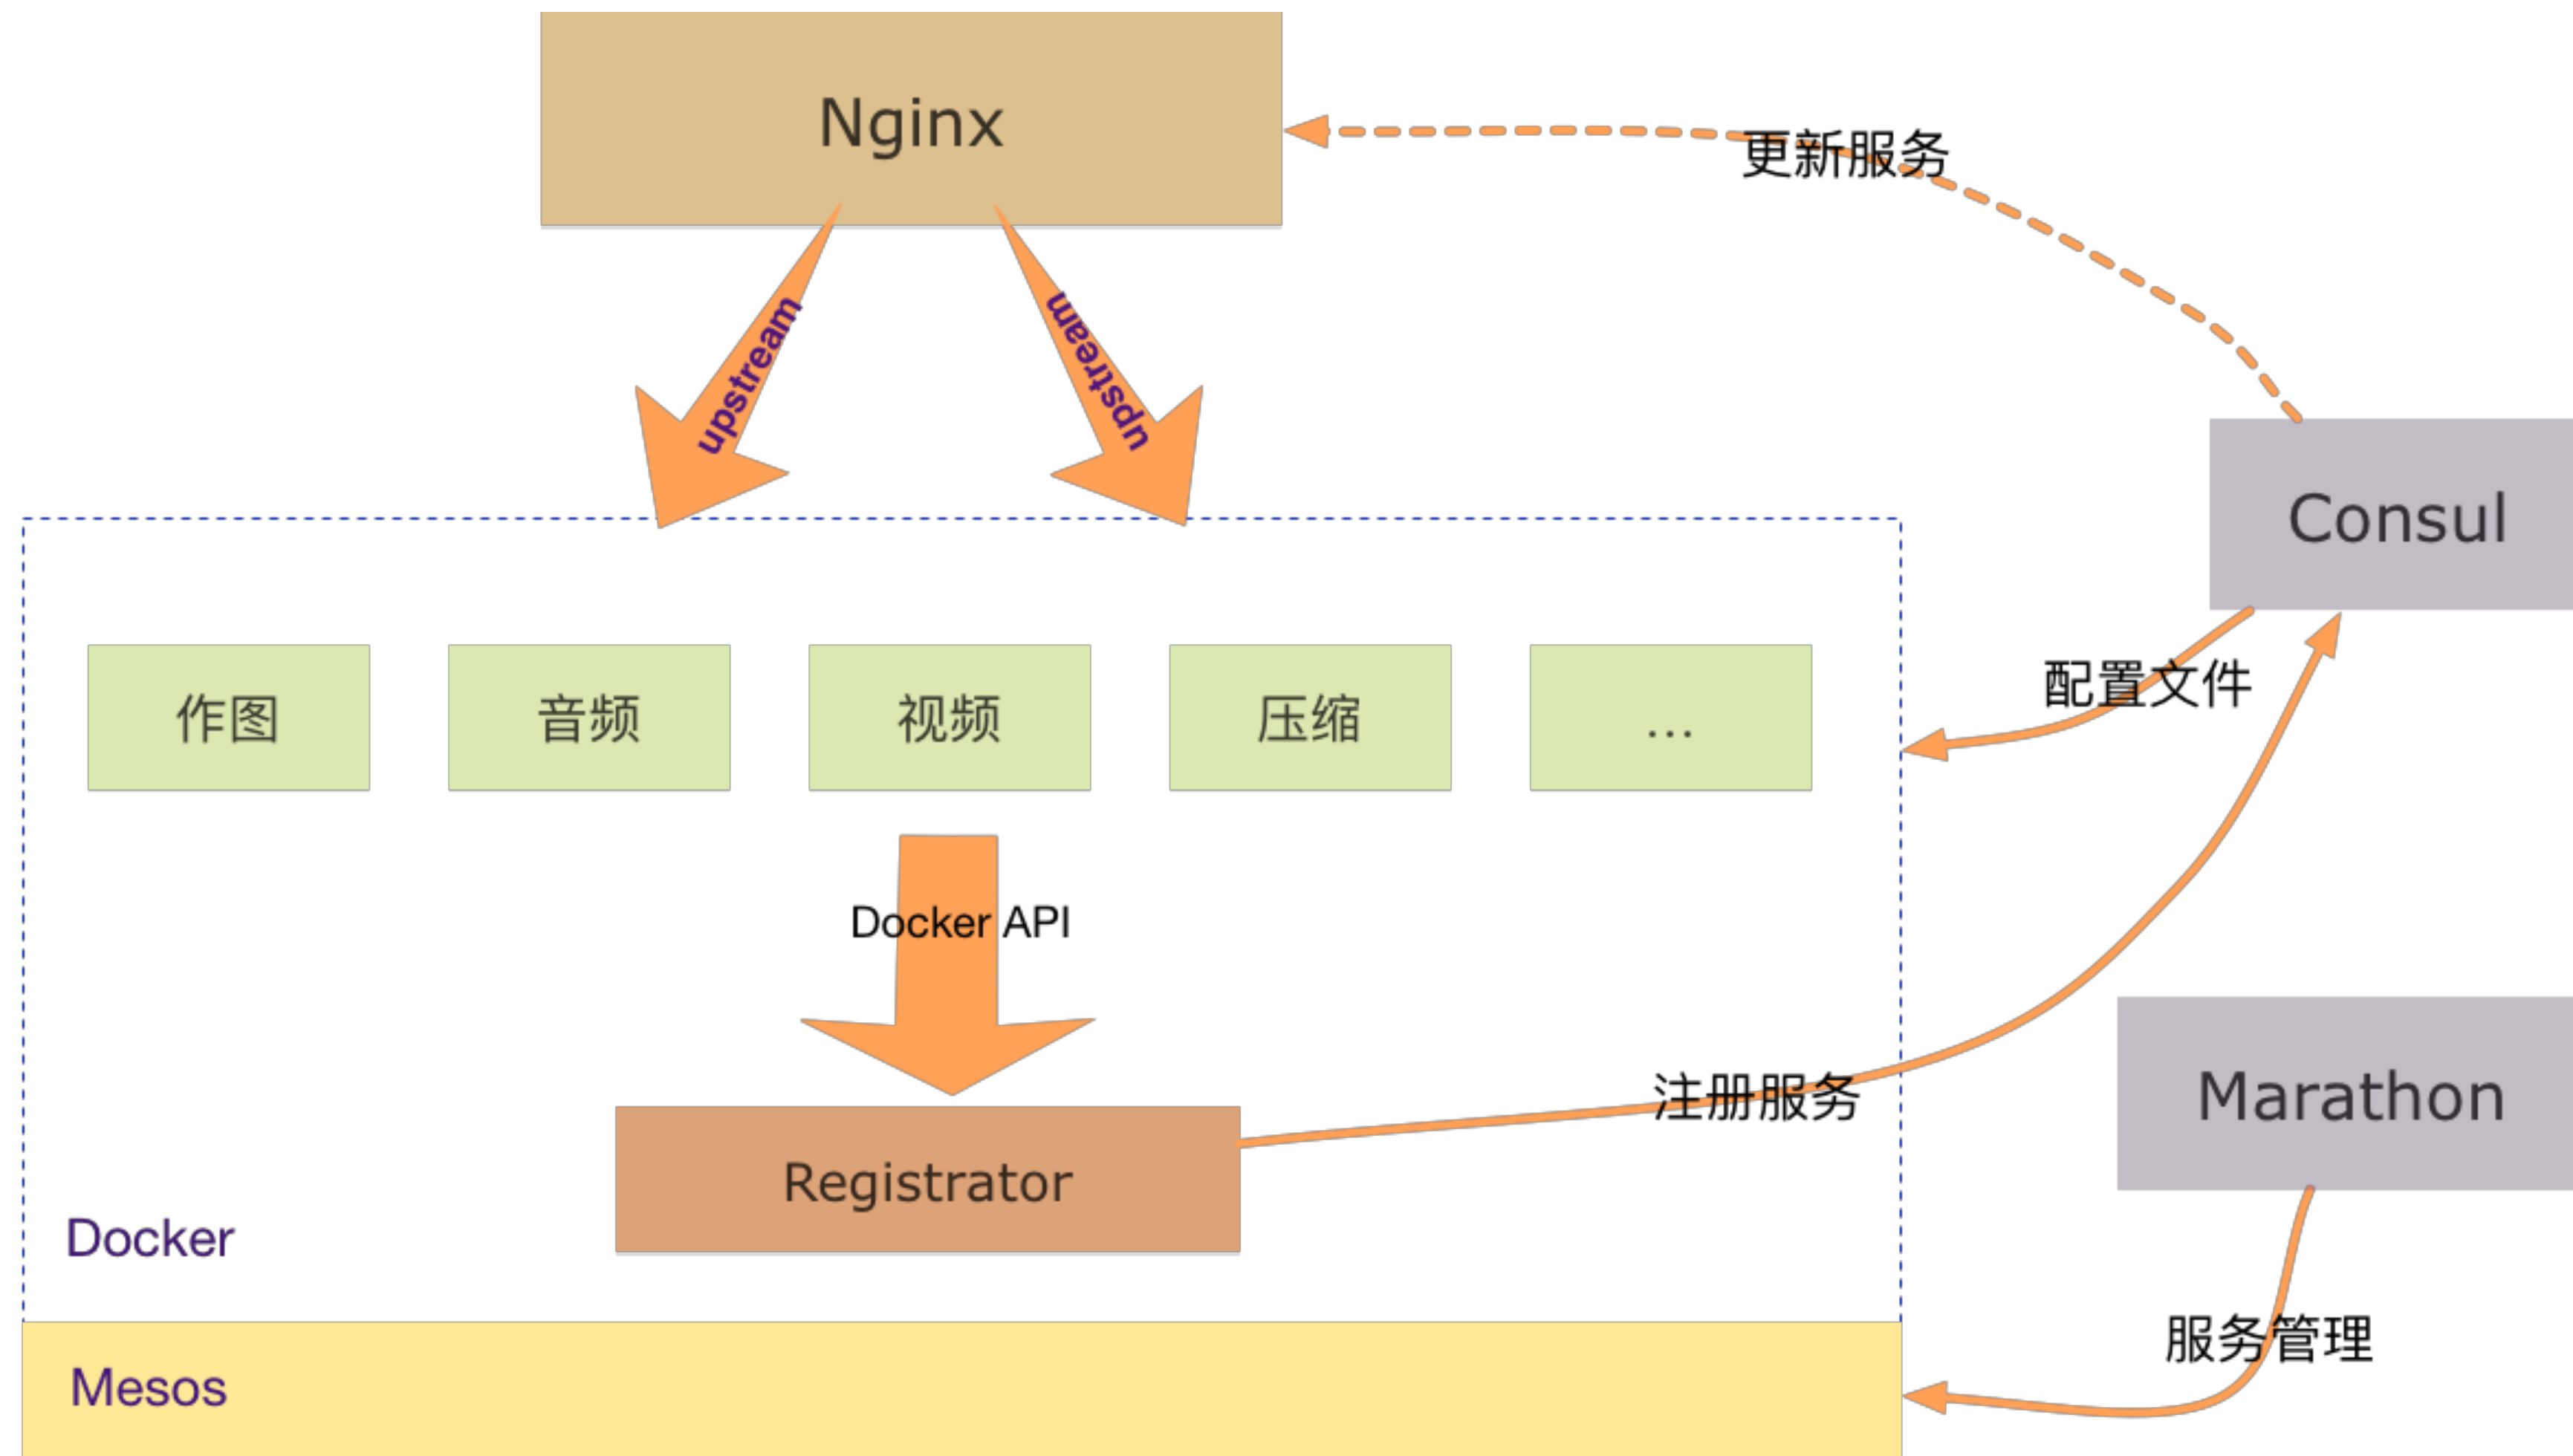 Nginx
更新服务
upstream
upstream
Consul
配置文件
作图
音频
视频
压缩
...
Docker API
注册服务
Marathon
Registrator
Docker
服务管理
Mesos